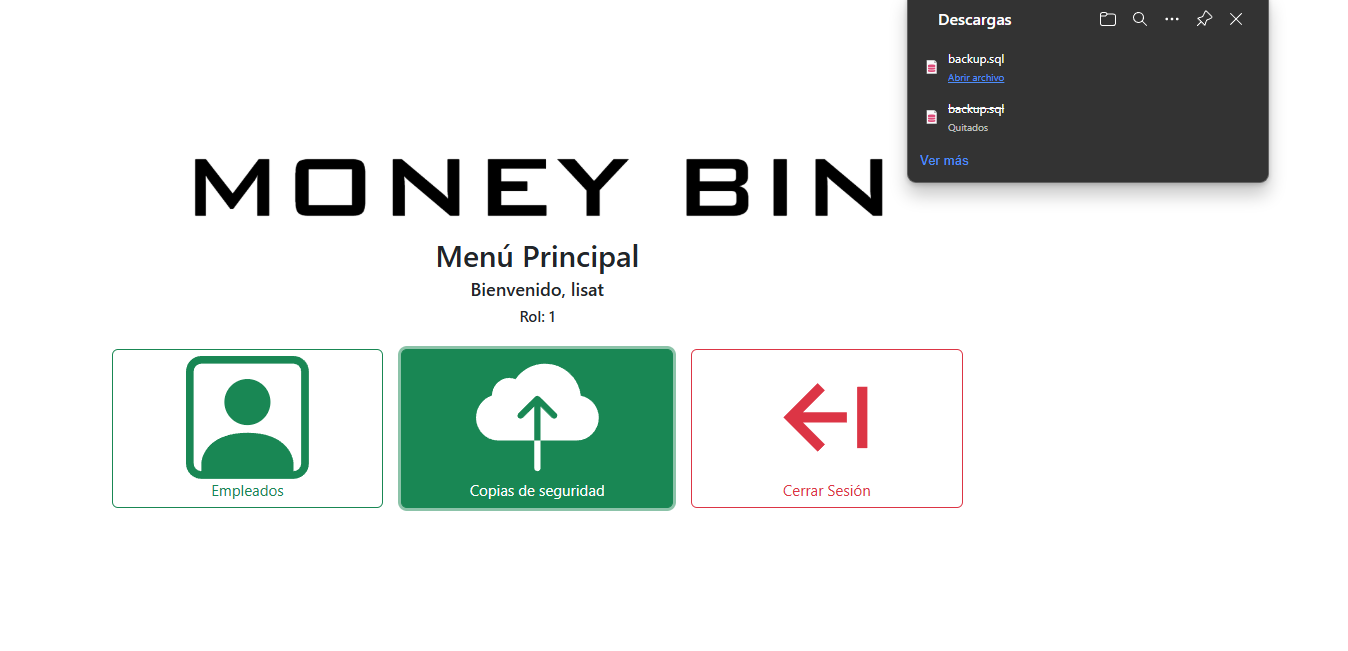 Descargas
backup.sql
Abrir archivo
backup.sql
Quitados
Ver más
MONEY BIN
Menú Principal
Bienvenido, lisat
Rol: 1
Empleados
Copias de seguridad
Cerrar Sesión